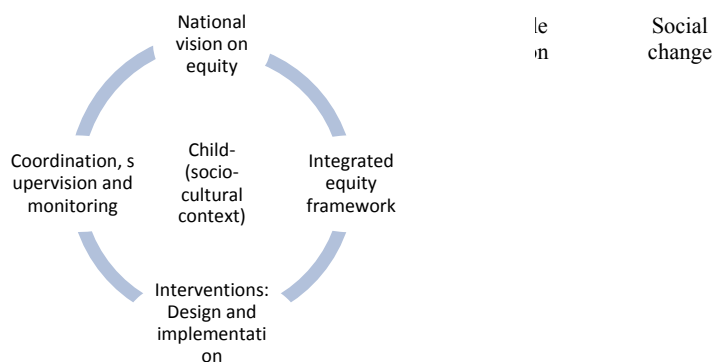 National
vision on
equity
Social
change
Coordination, s
upervision and
monitoring
Child-
(socio-
cultural
context)
Integrated
equity
framework
Interventions:
Design and
implementati
on